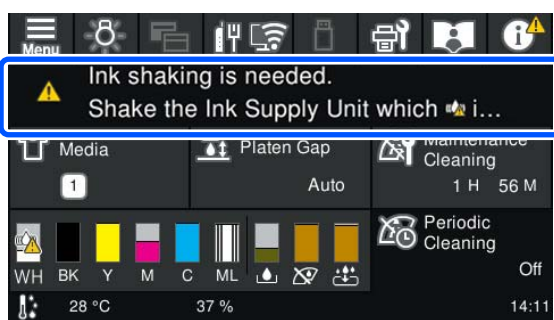 Menu
Ink shaking is needed.
Shake the Ink Supply Unit which i...
Media
1
Platen Gap
Auto
Maintenance
Cleaning
1 H 56 M
WH BK Y M C ML
Periodic
Cleaning
Off
28 °C 37 % 14:11